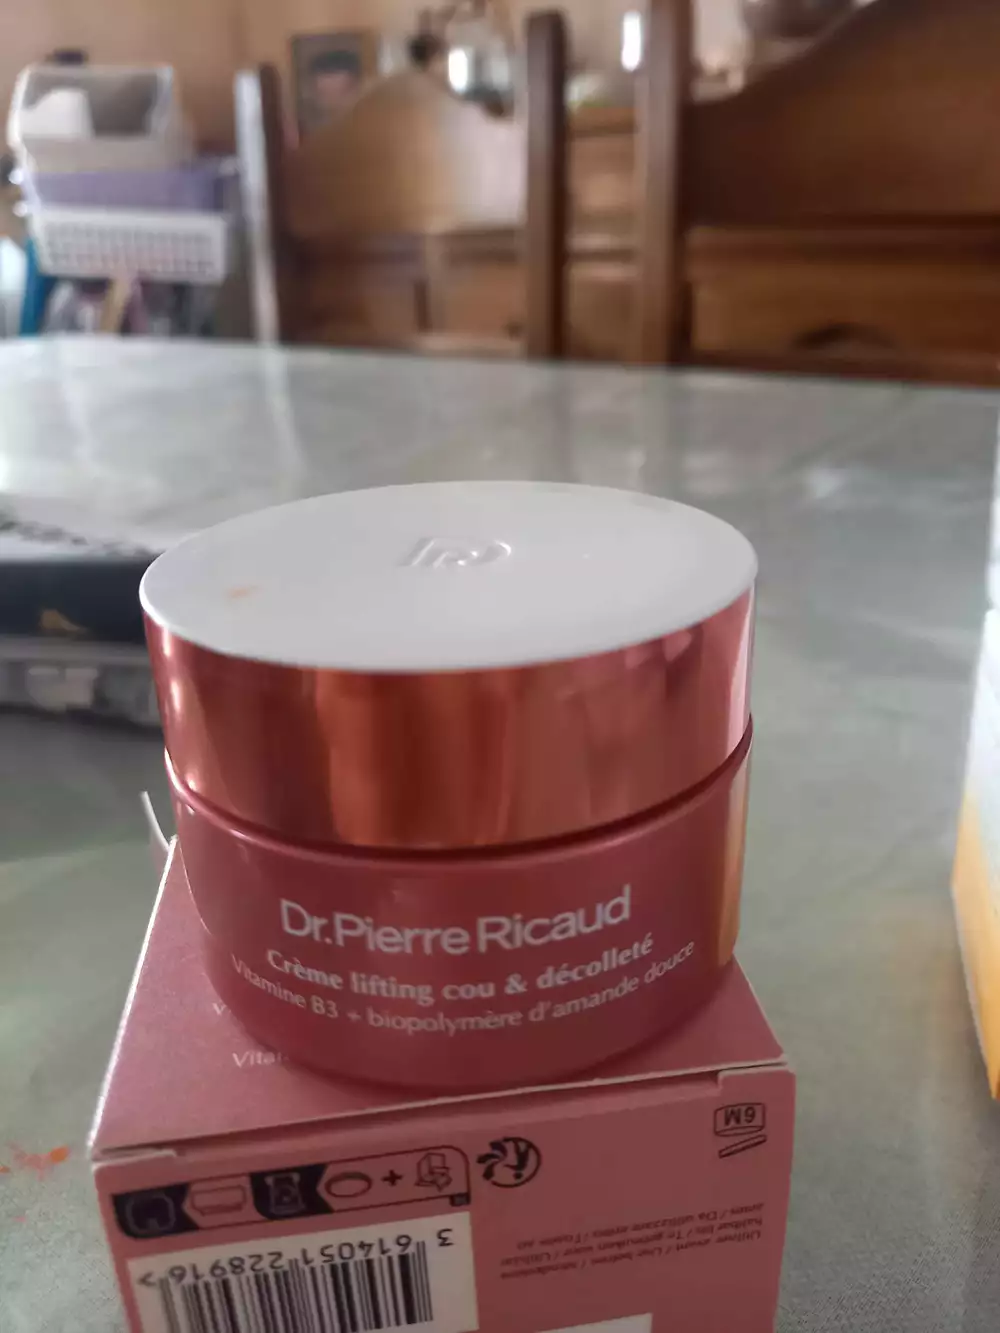 Dr.Pierre Ricaud
Crème lifting cou & décolleté
Vitamine B3 + biopolymère d'amande douce
6M
3 614051 228916 >